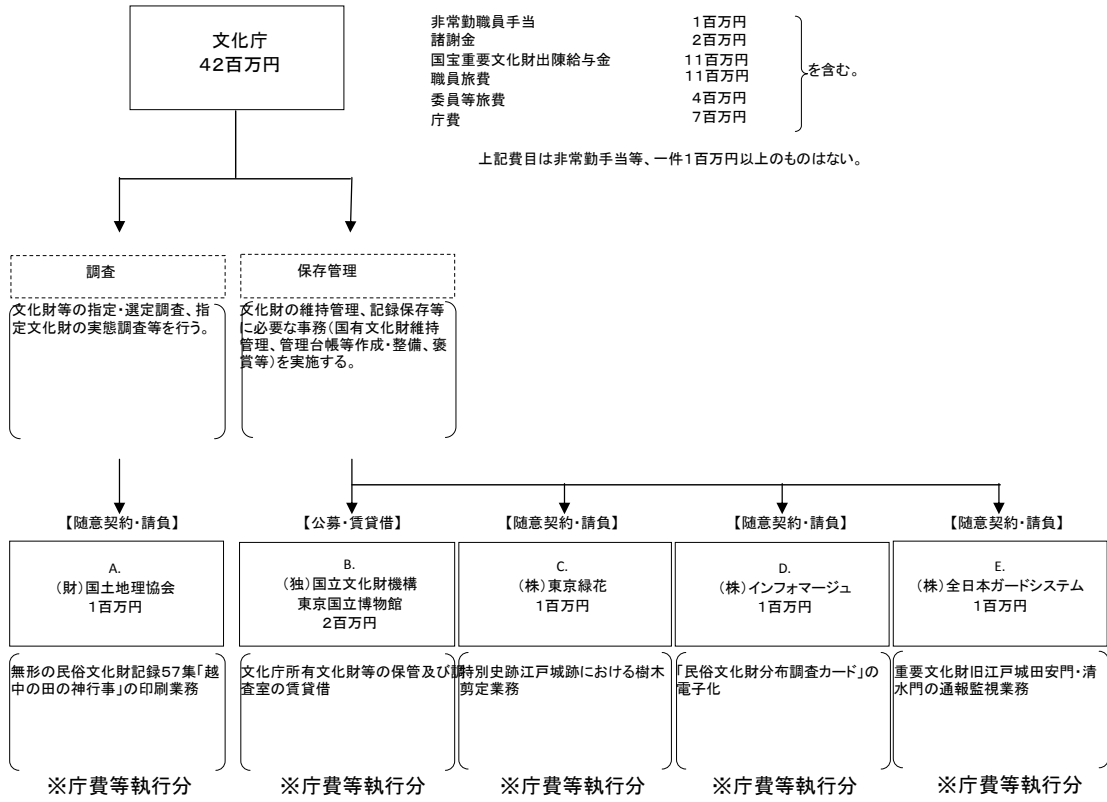 文化庁
42百万円
非常勤職員手当 1百万円
諸謝金 2百万円
国宝重要文化財出陳給与金 11百万円
職員旅費 11百万円
委員等旅費 4百万円
庁費 7百万円
を含む。
上記費目は非常勤手当等、一件1百万円以上のものはない。
調査
文化財等の指定・選定調査、指
定文化財の実態調査等を行う。
保存管理
文化財の維持管理、記録保存等
に必要な事務(国有文化財維持
管理、管理台帳等作成・整備、褒
賞等)を実施する。
【随意契約・請負】
A.
(財)国土地理協会
1百万円
無形の民俗文化財記録57集「越
中の田の神行事」の印刷業務
※庁費等執行分
【公募・賃貸借】
B.
(独)国立文化財機構
東京国立博物館
2百万円
文化庁所有文化財等の保管及び調
査室の賃貸借
※庁費等執行分
【随意契約・請負】
C.
(株)東京緑花
1百万円
特別史跡江戸城跡における樹木
剪定業務
※庁費等執行分
【随意契約・請負】
D.
(株)インフォマージュ
1百万円
「民俗文化財分布調査カード」の
電子化
※庁費等執行分
【随意契約・請負】
E.
(株)全日本ガードシステム
1百万円
重要文化財旧江戸城田安門・清
水門の通報監視業務
※庁費等執行分